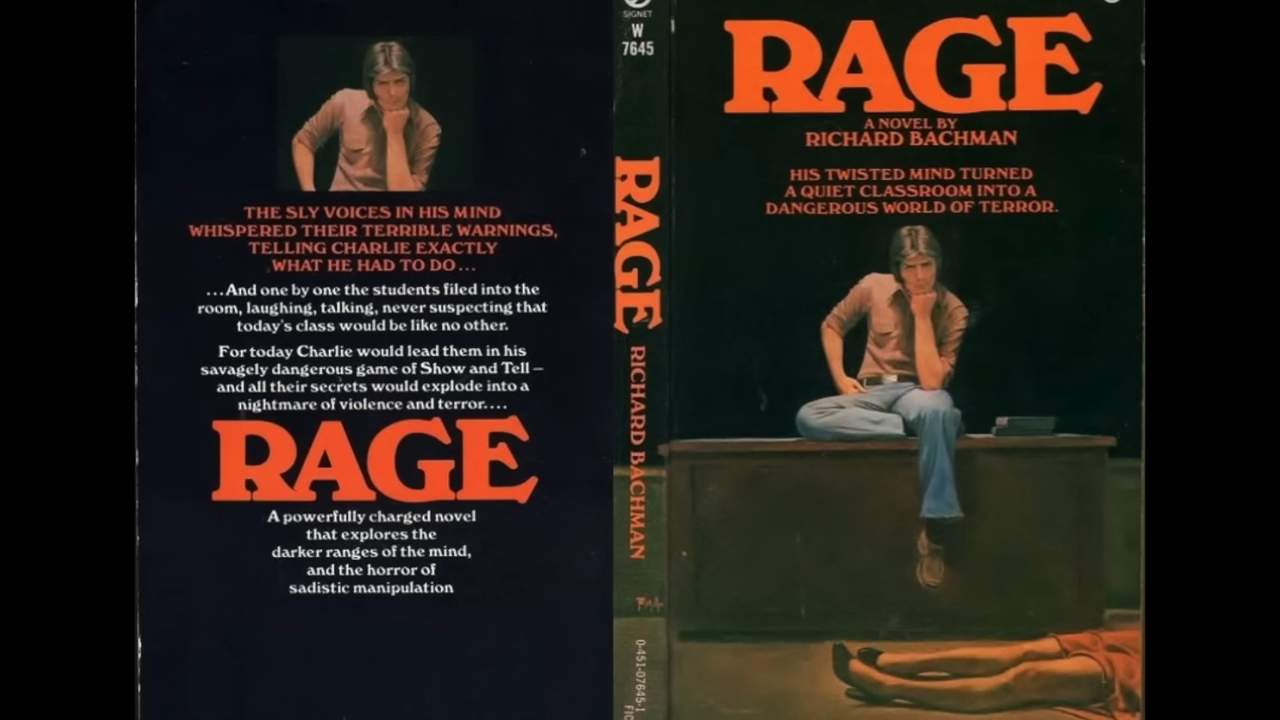 THE SLY VOICES IN HIS MIND
WHISPERED THEIR TERRIBLE WARNINGS,
TELLING CHARLIE EXACTLY
WHAT HE HAD TO DO...
...And one by one the students filed into the
room, laughing, talking, never suspecting that
today's class would be like no other.
For today Charlie would lead them in his
savagely dangerous game of Show and Tell—
and all their secrets would explode into a
nightmare of violence and terror....
RAGE
A powerfully charged novel
that explores the
darker ranges of the mind,
and the horror of
sadistic manipulation
SIGNET
W
7645
RAGE
RICHARD BACHMAN
0-451-07645-1
RAGE
A NOVEL BY
RICHARD BACHMAN
HIS TWISTED MIND TURNED
A QUIET CLASSROOM INTO A
DANGEROUS WORLD OF TERROR.